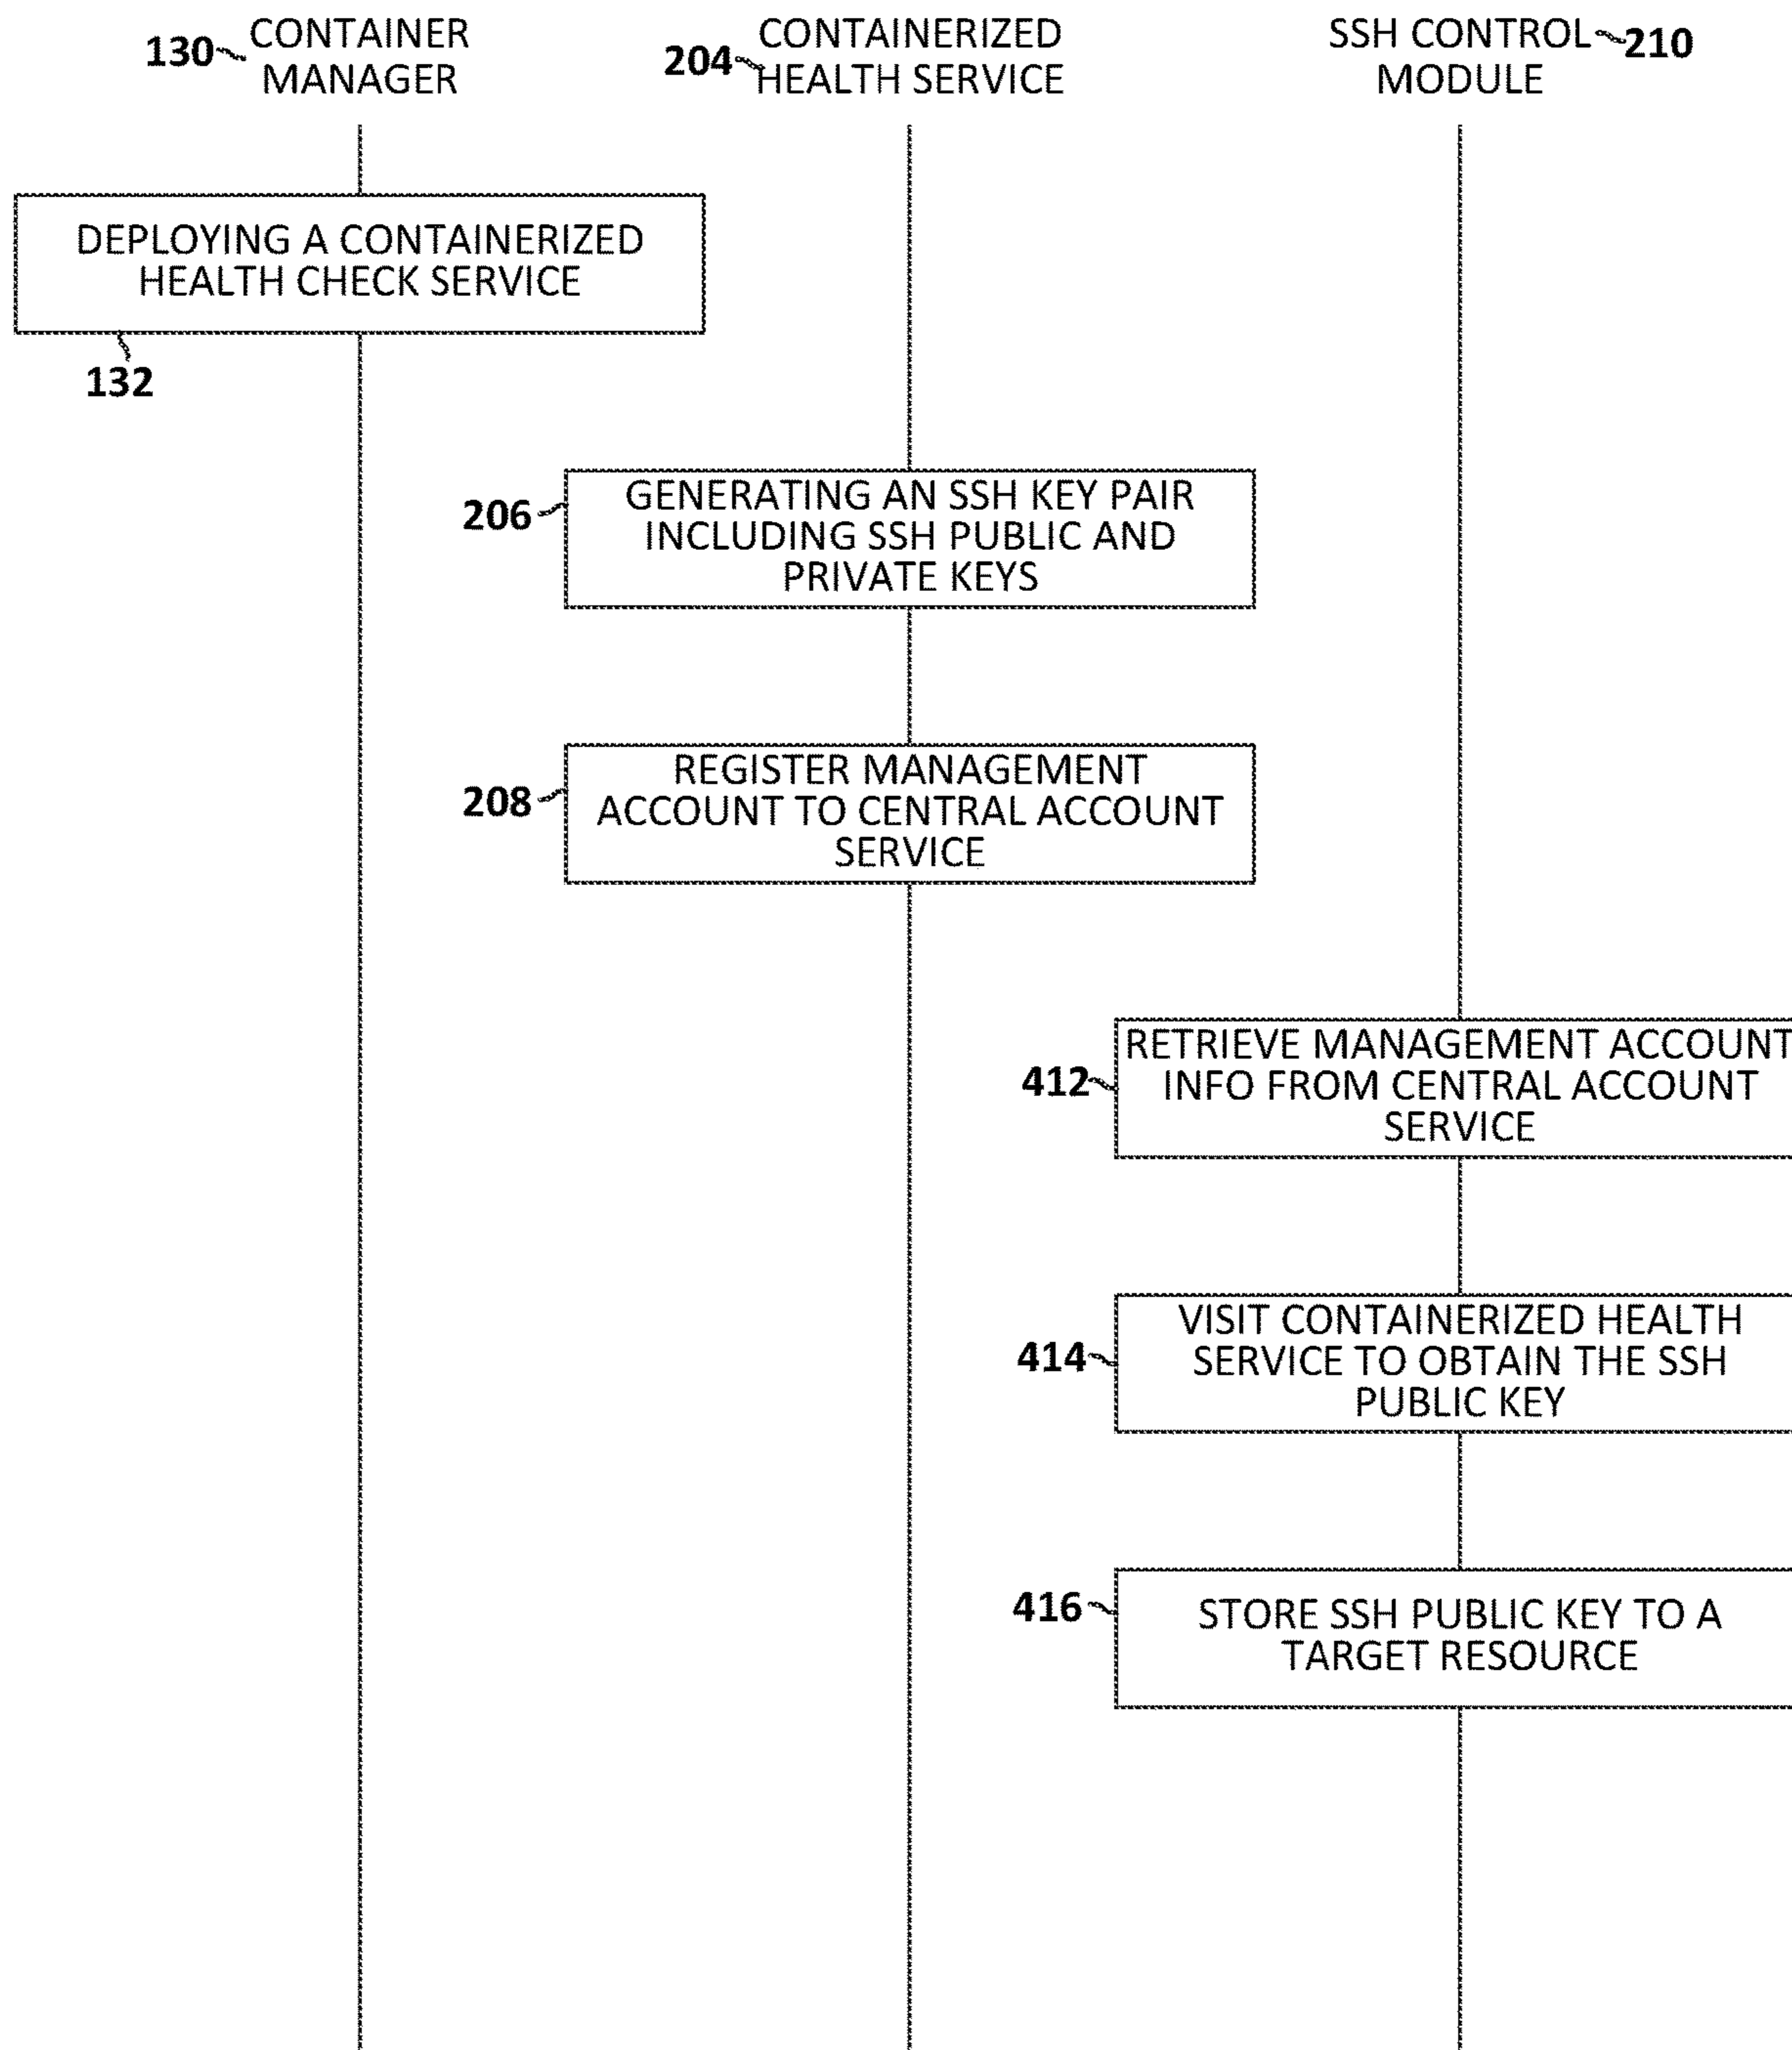 130
CONTAINER
MANAGER
204
CONTAINERIZED
HEALTH SERVICE
SSH CONTROL
MODULE
210
DEPLOYING A CONTAINERIZED
HEALTH CHECK SERVICE
132
206
GENERATING AN SSH KEY PAIR
INCLUDING SSH PUBLIC AND
PRIVATE KEYS
208
REGISTER MANAGEMENT
ACCOUNT TO CENTRAL ACCOUNT
SERVICE
412
RETRIEVE MANAGEMENT ACCOUNT
INFO FROM CENTRAL ACCOUNT
SERVICE
414
VISIT CONTAINERIZED HEALTH
SERVICE TO OBTAIN THE SSH
PUBLIC KEY
416
STORE SSH PUBLIC KEY TO A
TARGET RESOURCE